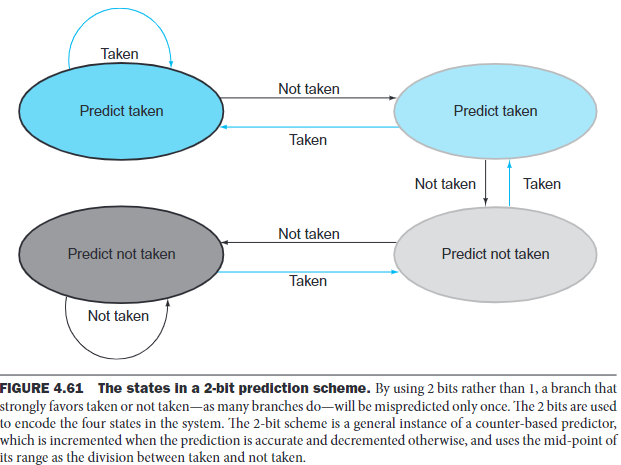 Taken
Not taken
Predict taken
Predict taken
Taken
Not taken
Taken
Not taken
Predict not taken
Predict not taken
Taken
Not taken
FIGURE 4.61 The states in a 2-bit prediction scheme. By using 2 bits rather than 1, a branch that
strongly favors taken or not taken—as many branches do—will be mispredicted only once. The 2 bits are used
to encode the four states in the system. The 2-bit scheme is a general instance of a counter-based predictor,
which is incremented when the prediction is accurate and decremented otherwise, and uses the mid-point of
its range as the division between taken and not taken.